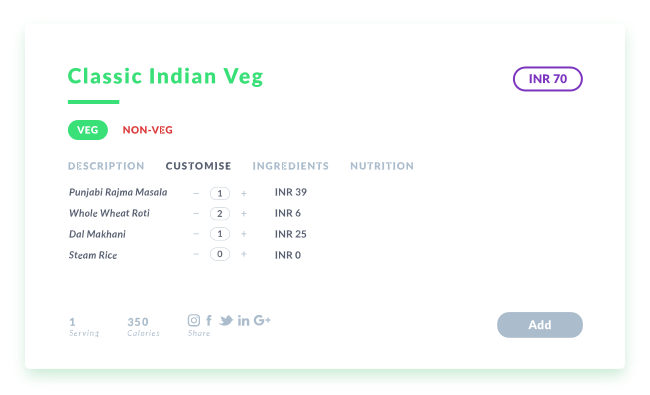 Classic Indian Veg
INR 70
VEG NON-VEG
DESCRIPTION CUSTOMISE INGREDIENTS NUTRITION
Punjabi Rajma Masala − 1 + INR 39
Whole Wheat Roti − 2 + INR 6
Dal Makhani − 1 + INR 25
Steam Rice − 0 + INR 0
1 350
Serving Calories Share
Add